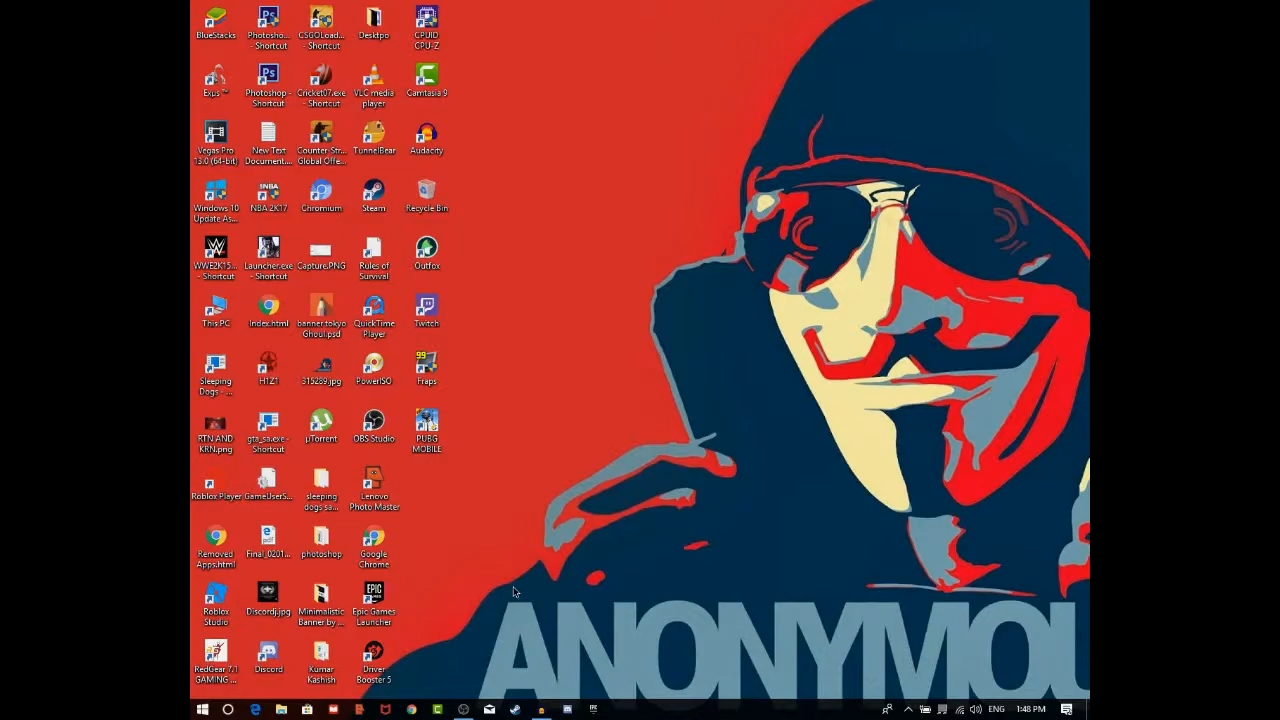 BlueStacks
Photosho...
- Shortcut
CSGOLoad...
- Shortcut
Desktpo
CPUID
CPU-Z
Exµs ™
Photoshop -
Shortcut
Cricket07.exe
- Shortcut
VLC media
player
Camtasia 9
Vegas Pro
13.0 (64-bit)
New Text
Document....
Counter-Str...
Global Offe...
TunnelBear
Audacity
Windows 10
Update As...
NBA 2K17
Chromium
Steam
Recycle Bin
WWE2K15...
- Shortcut
Launcher.exe
- Shortcut
Capture.PNG
Rules of
Survival
Outfox
This PC
Index.html
banner.tokyo
Ghoul.psd
QuickTime
Player
Twitch
Sleeping
Dogs - ...
H1Z1
315289.jpg
PowerISO
99
Fraps
RTN AND
KRN.png
gta_sa.exe -
Shortcut
µTorrent
OBS Studio
PUBG
MOBILE
Roblox Player
GameUserS...
sleeping
dogs sa...
Lenovo
Photo Master
Removed
Apps.html
Final_0201...
photoshop
Google
Chrome
Roblox
Studio
Discordj.jpg
Minimalistic
Banner by ...
Epic Games
Launcher
RedGear 7.1
GAMING ...
Discord
Kumar
Kashish
Driver
Booster 5
ANONYMOU
ENG
1:48 PM